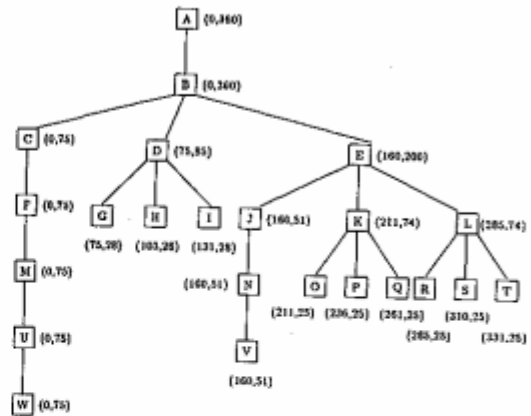 A (0,360)
B (0,360)
C (0,75)
D (75,85)
E (160,200)
F (0,75)
G
H
I
J (160,51)
K (211,74)
L (285,74)
(75,28) (103,28) (131,28)
M (0,75)
(160,51) N
O
P
Q
R
S
T
(211,25) (236,25) (261,25) (310,25)
(285,25) (331,25)
U (0,75)
V
(160,51)
W (0,75)